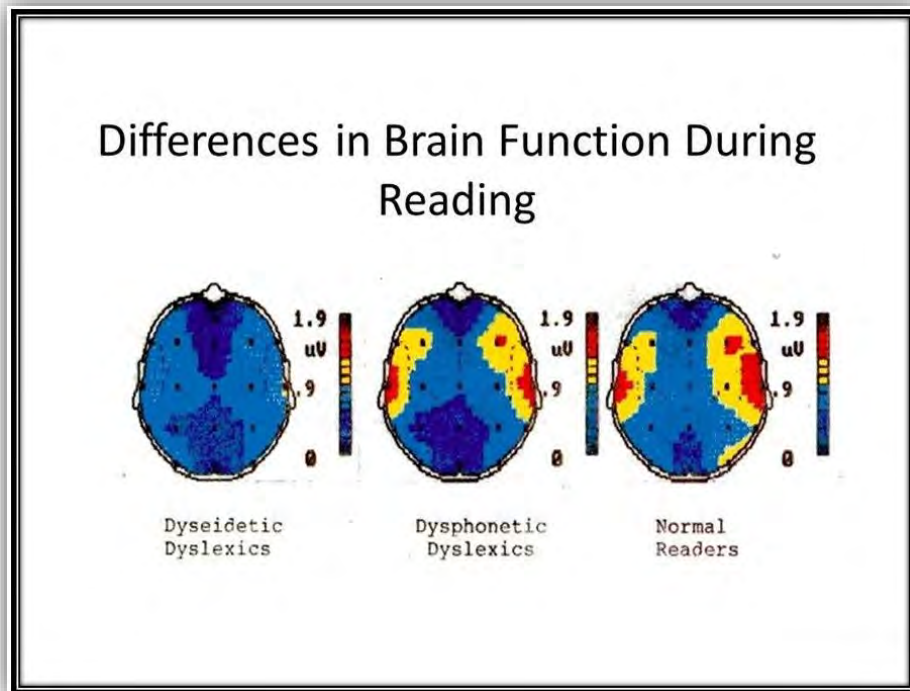 Differences in Brain Function During
Reading
1.9
uV
.9
0
1.9
uV
.9
0
1.9
uV
.9
0
Dyseidetic
Dyslexics
Dysphonetic
Dyslexics
Normal
Readers